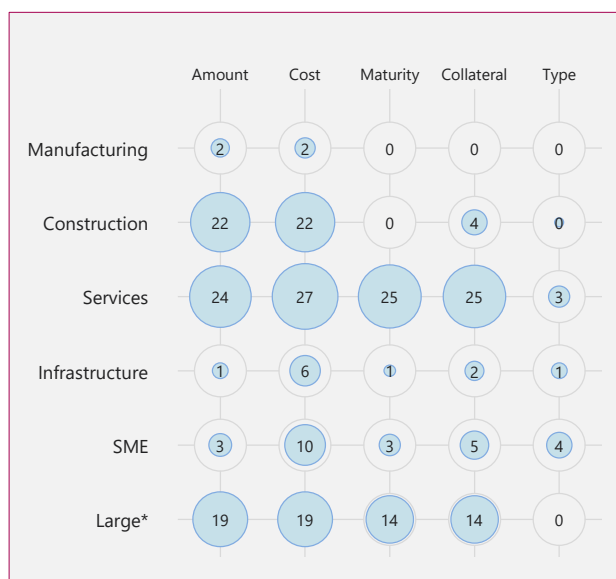 Amount Cost Maturity Collateral Type
Manufacturing 2 2 0 0 0
Construction 22 22 0 4 0
Services 24 27 25 25 3
Infrastructure 1 6 1 2 1
SME 3 10 3 5 4
Large* 19 19 14 14 0